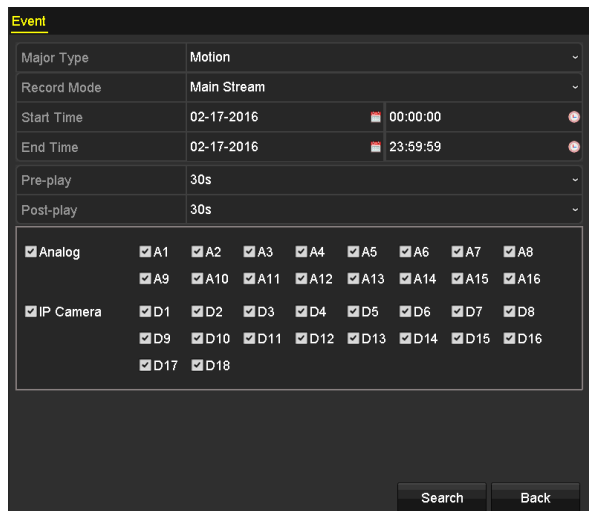 Event
Major Type Motion
Record Mode Main Stream
Start Time 02-17-2016 00:00:00
End Time 02-17-2016 23:59:59
Pre-play 30s
Post-play 30s
Analog A1 A2 A3 A4 A5 A6 A7 A8
A9 A10 A11 A12 A13 A14 A15 A16
IP Camera D1 D2 D3 D4 D5 D6 D7 D8
D9 D10 D11 D12 D13 D14 D15 D16
D17 D18
Search Back